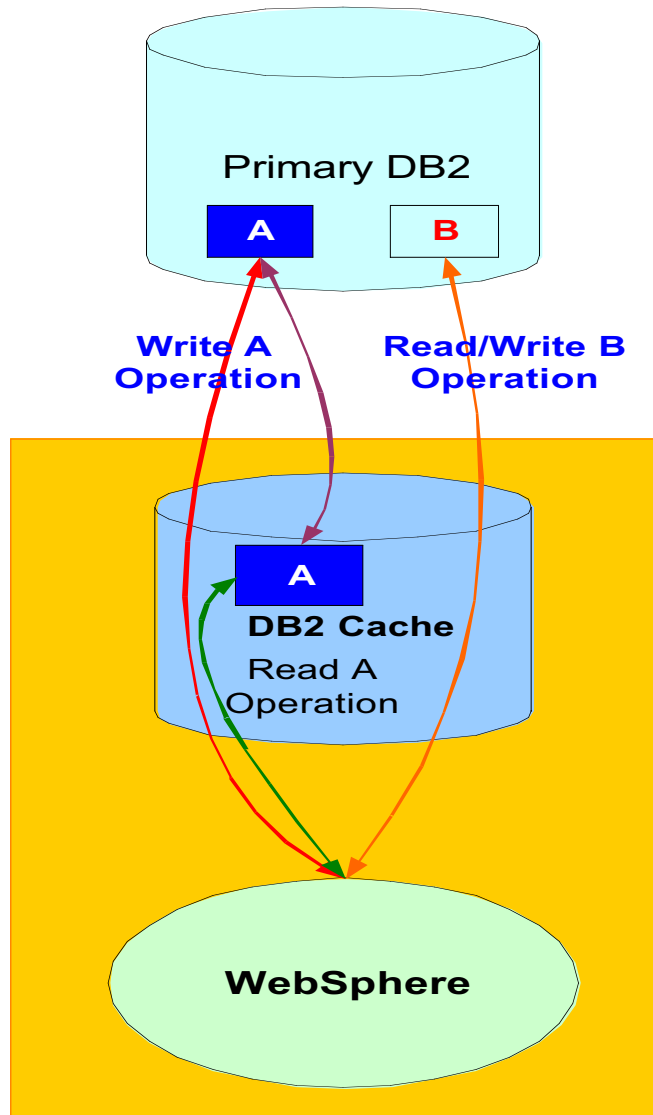 Primary DB2
A
B
Write A
Operation
Read/Write B
Operation
A
DB2 Cache
Read A
Operation
WebSphere